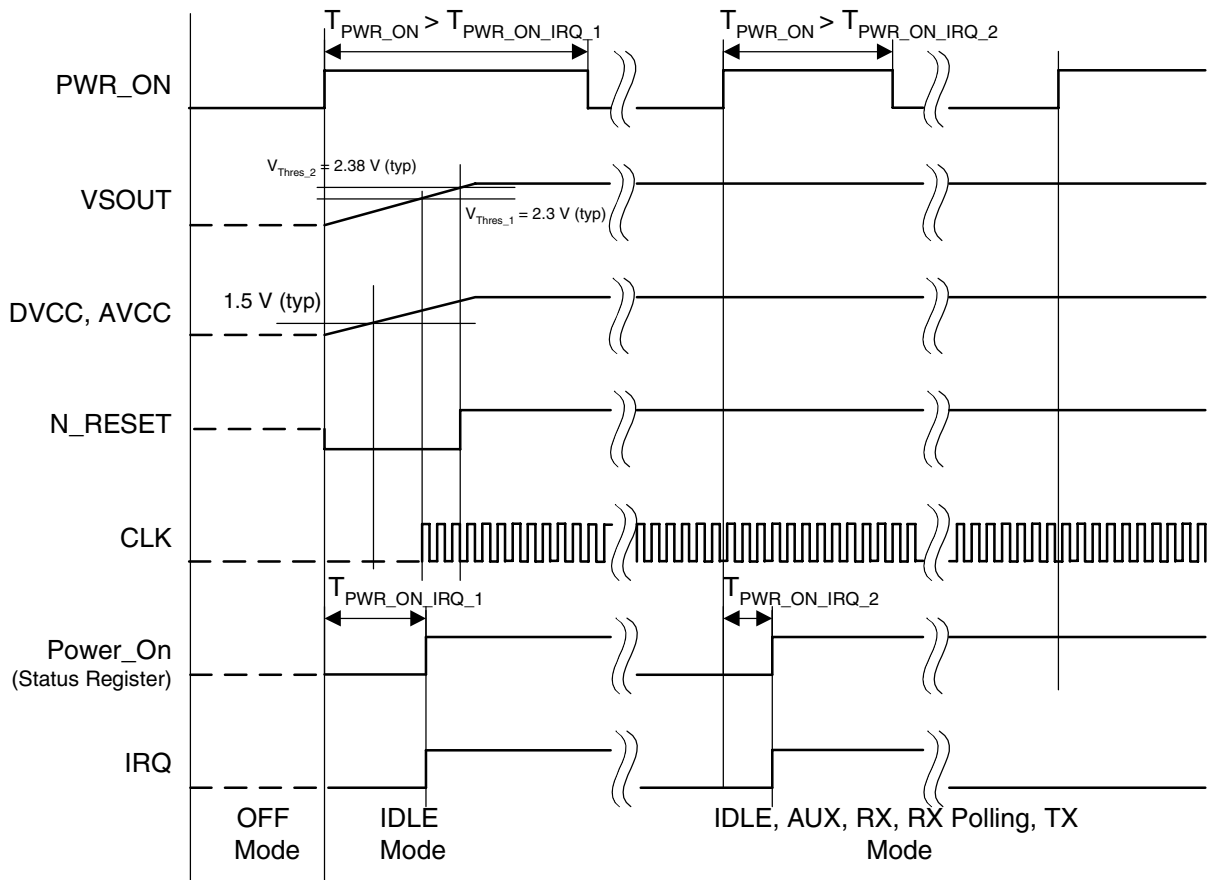 T_PWR_ON > T_PWR_ON_IRQ_1
T_PWR_ON > T_PWR_ON_IRQ_2
PWR_ON
V_Thres_2 = 2.38 V (typ)
VSOUT
V_Thres_1 = 2.3 V (typ)
1.5 V (typ)
DVCC, AVCC
N_RESET
CLK
T_PWR_ON_IRQ_1
T_PWR_ON_IRQ_2
Power_On
(Status Register)
IRQ
OFF
Mode
IDLE
Mode
IDLE, AUX, RX, RX Polling, TX
Mode